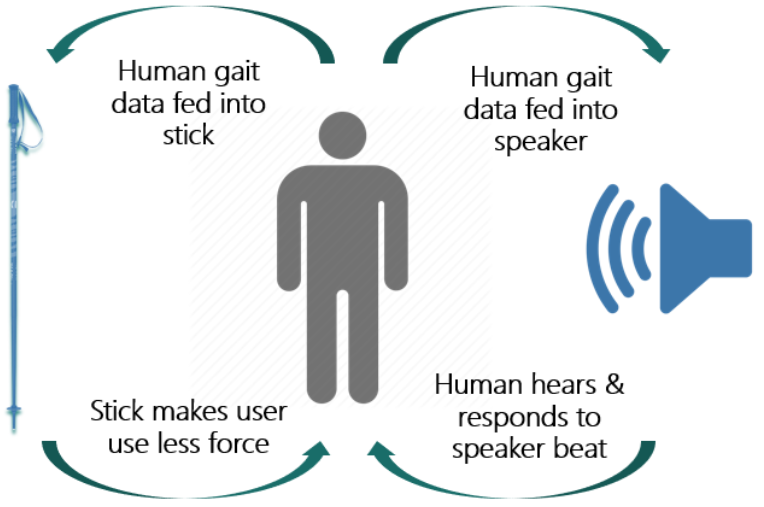 Human gait
data fed into
stick
Human gait
data fed into
speaker
Stick makes user
use less force
Human hears &
responds to
speaker beat